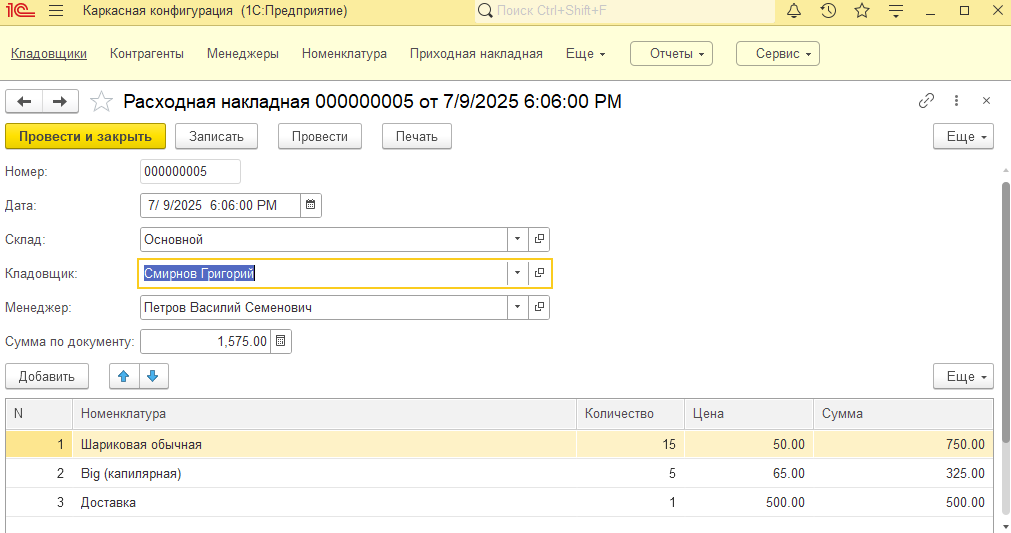 1С Каркасная конфигурация (1С:Предприятие) Поиск Ctrl+Shift+F
Кладовщики Контрагенты Менеджеры Номенклатура Приходная накладная Еще Отчеты Сервис
Расходная накладная 000000005 от 7/9/2025 6:06:00 PM
Провести и закрыть Записать Провести Печать Еще
Номер: 000000005
Дата: 7/ 9/2025 6:06:00 PM
Склад: Основной
Кладовщик: Смирнов Григорий
Менеджер: Петров Василий Семенович
Сумма по документу: 1,575.00
Добавить Еще
N Номенклатура Количество Цена Сумма
1 Шариковая обычная 15 50.00 750.00
2 Big (капилярная) 5 65.00 325.00
3 Доставка 1 500.00 500.00